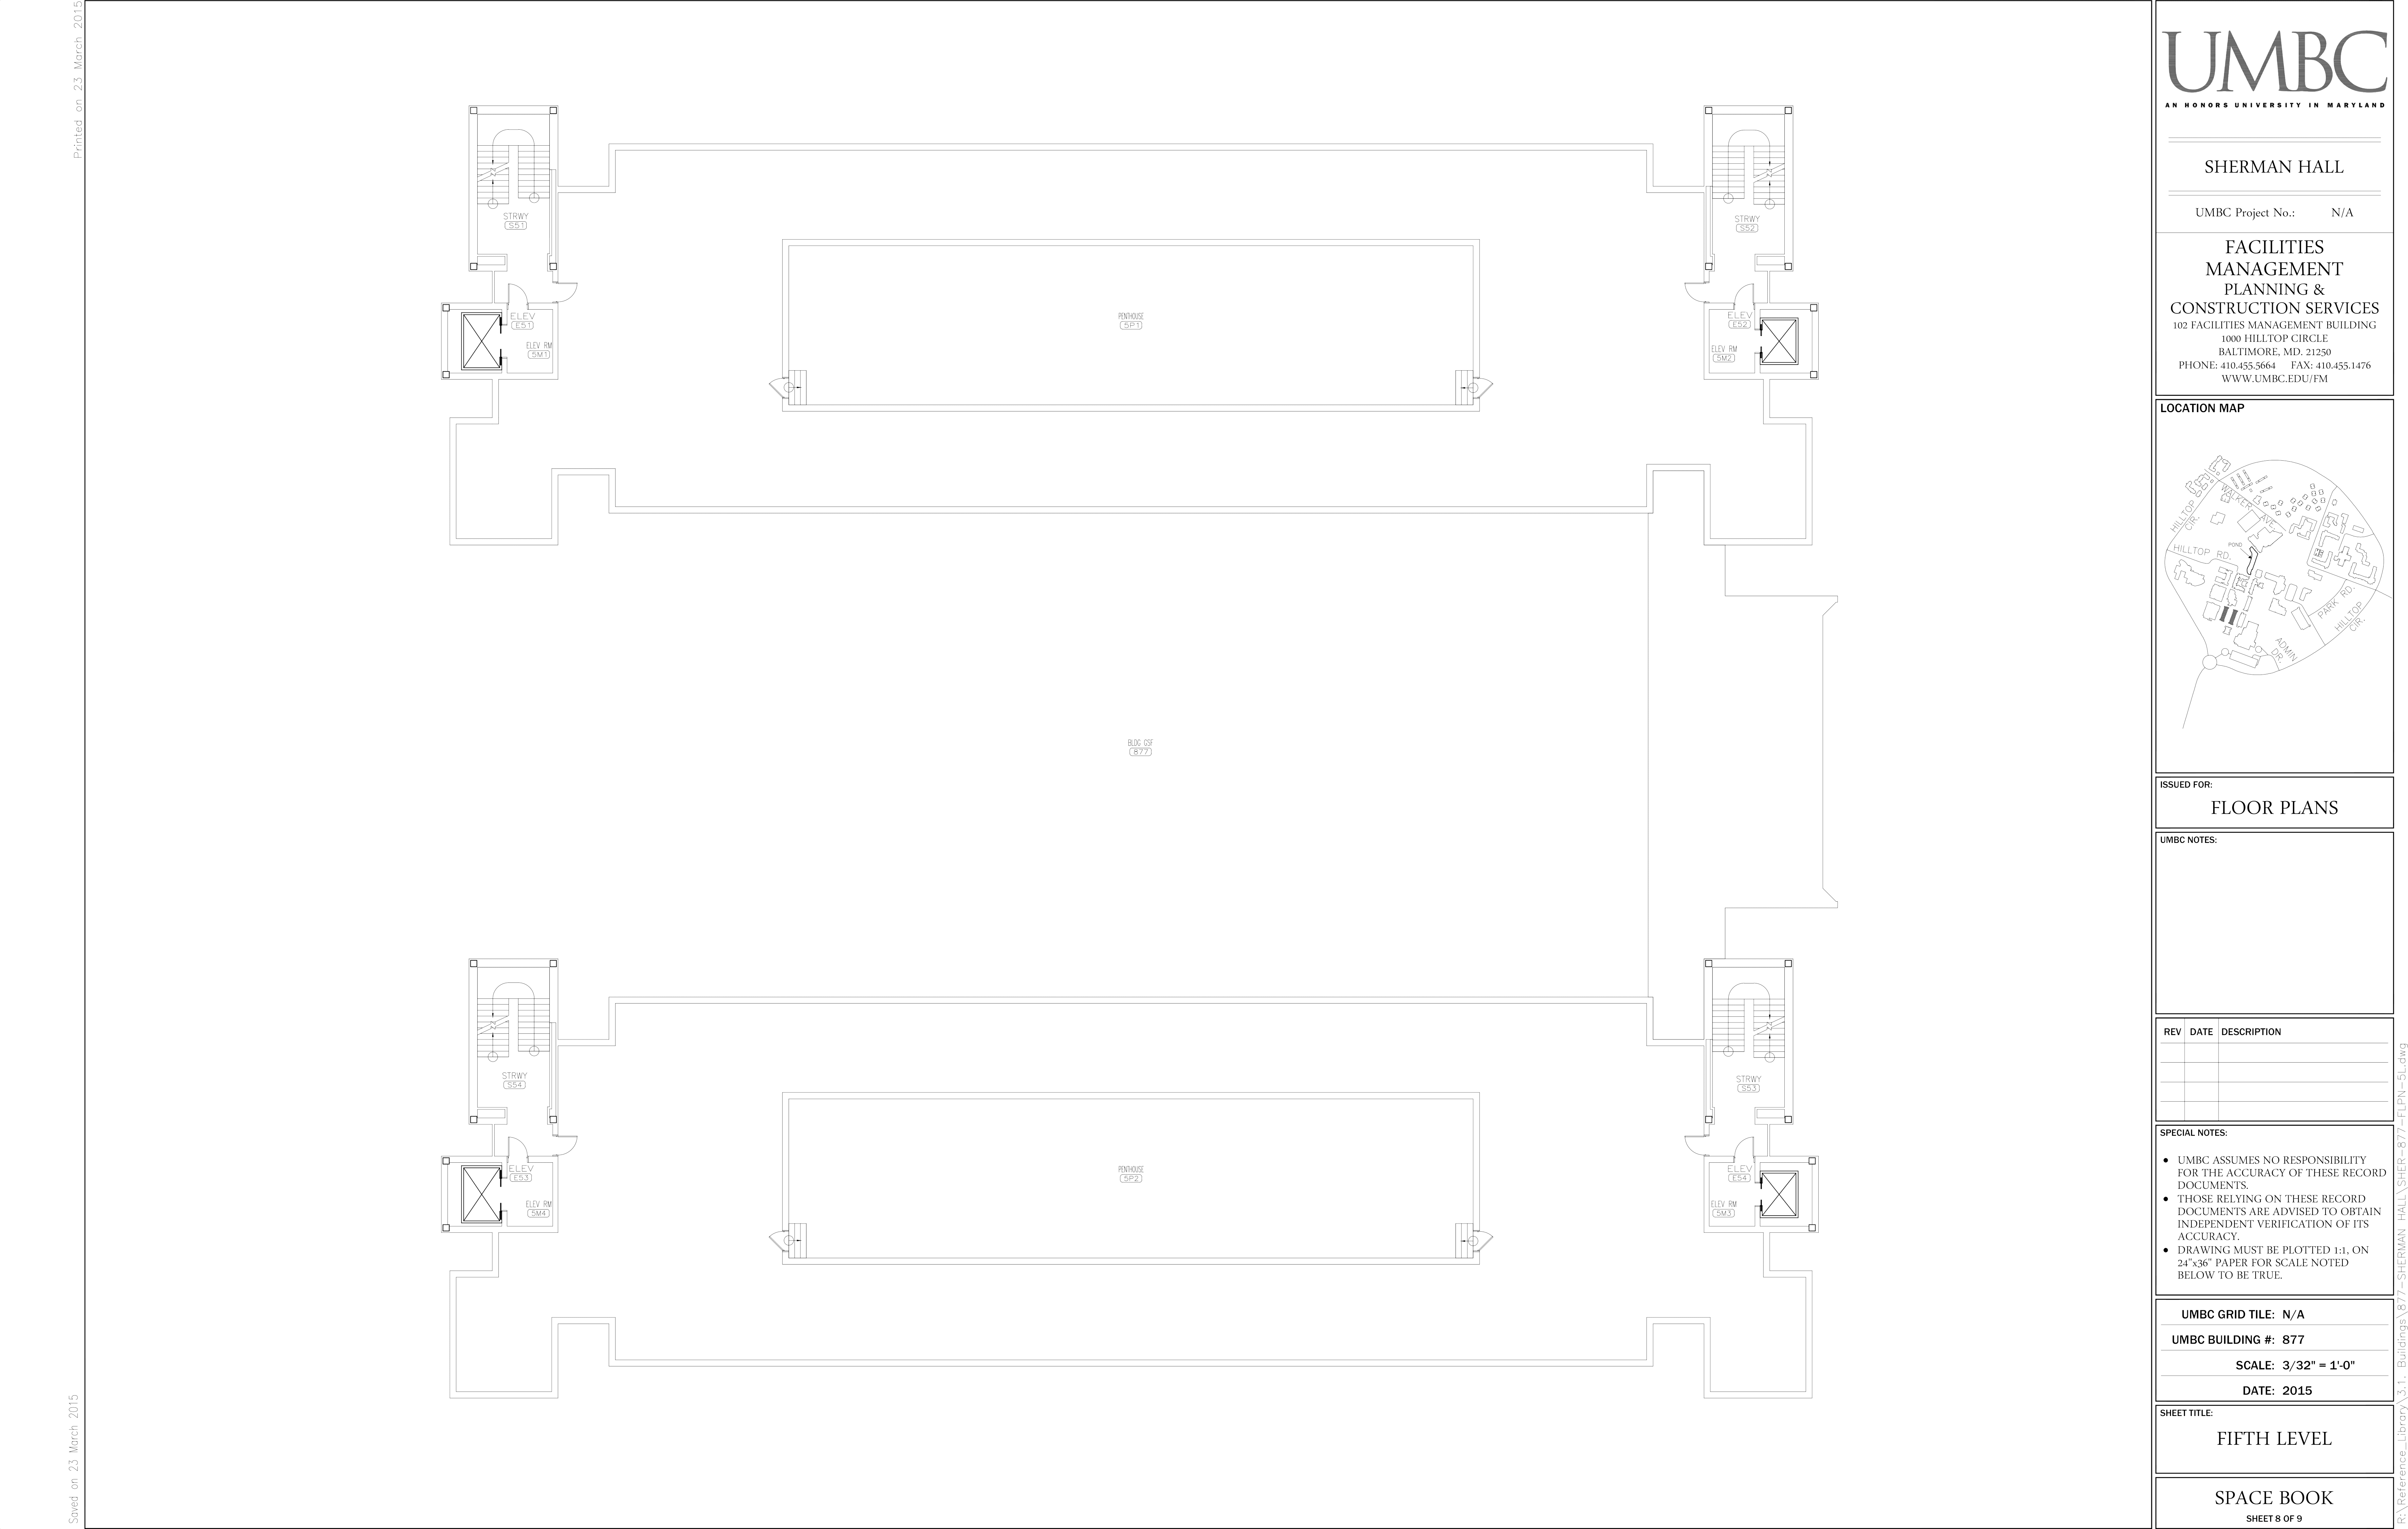 Printed on 23 March 2015
Saved on 23 March 2015
STRWY
S51
ELEV
E51
ELEV RM
5M1
PENTHOUSE
5P1
STRWY
S52
ELEV
E52
ELEV RM
5M2
BLDG GSF
877
STRWY
S54
ELEV
E53
ELEV RM
5M4
PENTHOUSE
5P2
STRWY
S53
ELEV
E54
ELEV RM
5M3
UMBC
AN HONORS UNIVERSITY IN MARYLAND
SHERMAN HALL
UMBC Project No.: N/A
FACILITIES
MANAGEMENT
PLANNING &
CONSTRUCTION SERVICES
102 FACILITIES MANAGEMENT BUILDING
1000 HILLTOP CIRCLE
BALTIMORE, MD. 21250
PHONE: 410.455.5664 FAX: 410.455.1476
WWW.UMBC.EDU/FM
LOCATION MAP
WALKER AVE.
HILLTOP
CIR.
POND
HILLTOP RD.
PARK RD.
HILLTOP
CIR.
ADMIN
DR.
ISSUED FOR:
FLOOR PLANS
UMBC NOTES:
REV DATE DESCRIPTION
SPECIAL NOTES:
● UMBC ASSUMES NO RESPONSIBILITY
FOR THE ACCURACY OF THESE RECORD
DOCUMENTS.
● THOSE RELYING ON THESE RECORD
DOCUMENTS ARE ADVISED TO OBTAIN
INDEPENDENT VERIFICATION OF ITS
ACCURACY.
● DRAWING MUST BE PLOTTED 1:1, ON
24"x36" PAPER FOR SCALE NOTED
BELOW TO BE TRUE.
UMBC GRID TILE: N/A
UMBC BUILDING #: 877
SCALE: 3/32" = 1'-0"
DATE: 2015
SHEET TITLE:
FIFTH LEVEL
SPACE BOOK
SHEET 8 OF 9
R:\Reference_Library\3.1. Buildings\877-SHERMAN HALL\SHER-877-FLPN-5L.dwg